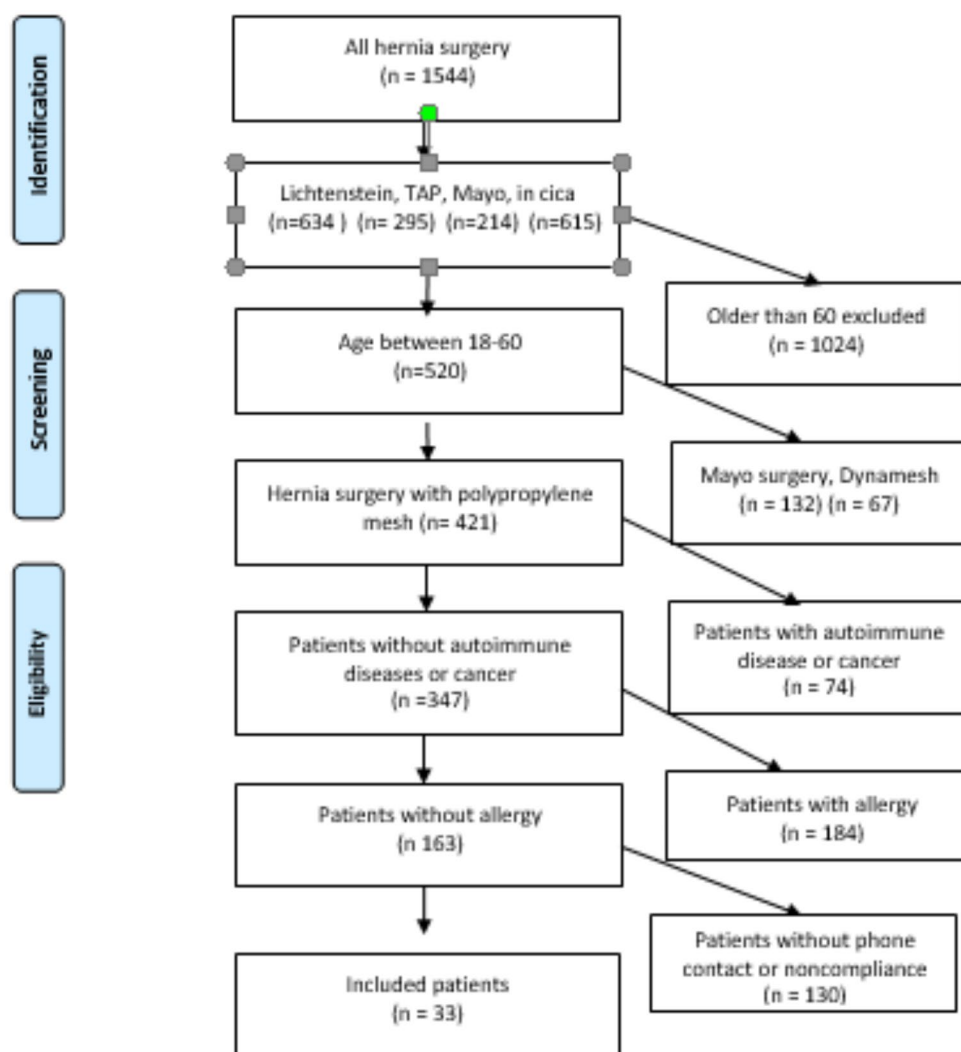 Identification
All hernia surgery
(n = 1544)
Lichtenstein, TAP, Mayo, in cica
(n=634 ) (n= 295) (n=214) (n=615)
Older than 60 excluded
(n = 1024)
Screening
Age between 18-60
(n=520)
Mayo surgery, Dynamesh
(n = 132) (n = 67)
Hernia surgery with polypropylene
mesh (n= 421)
Eligibility
Patients without autoimmune
diseases or cancer
(n =347)
Patients with autoimmune
disease or cancer
(n = 74)
Patients without allergy
(n 163)
Patients with allergy
(n = 184)
Patients without phone
contact or noncompliance
(n = 130)
Included patients
(n = 33)